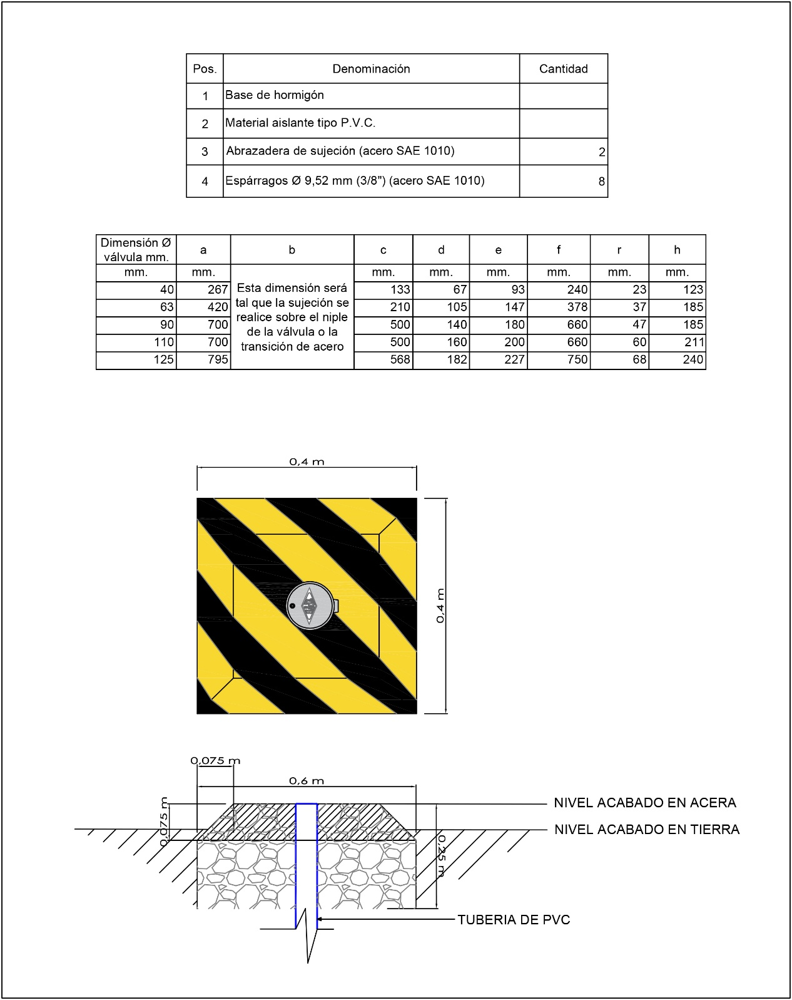 Pos. Denominación Cantidad
1 Base de hormigón
2 Material aislante tipo P.V.C.
3 Abrazadera de sujeción (acero SAE 1010) 2
4 Espárragos Ø 9,52 mm (3/8") (acero SAE 1010) 8
Dimensión Ø
válvula mm.
a b c d e f r h
mm. mm. mm. mm. mm. mm. mm. mm.
Esta dimensión será
tal que la sujeción se
realice sobre el niple
de la válvula o la
transición de acero
40 267 133 67 93 240 23 123
63 420 210 105 147 378 37 185
90 700 500 140 180 660 47 185
110 700 500 160 200 660 60 211
125 795 568 182 227 750 68 240
0,4 m
0,4 m
0,075 m
0,6 m
0,075 m
NIVEL ACABADO EN ACERA
NIVEL ACABADO EN TIERRA
0,25 m
TUBERIA DE PVC